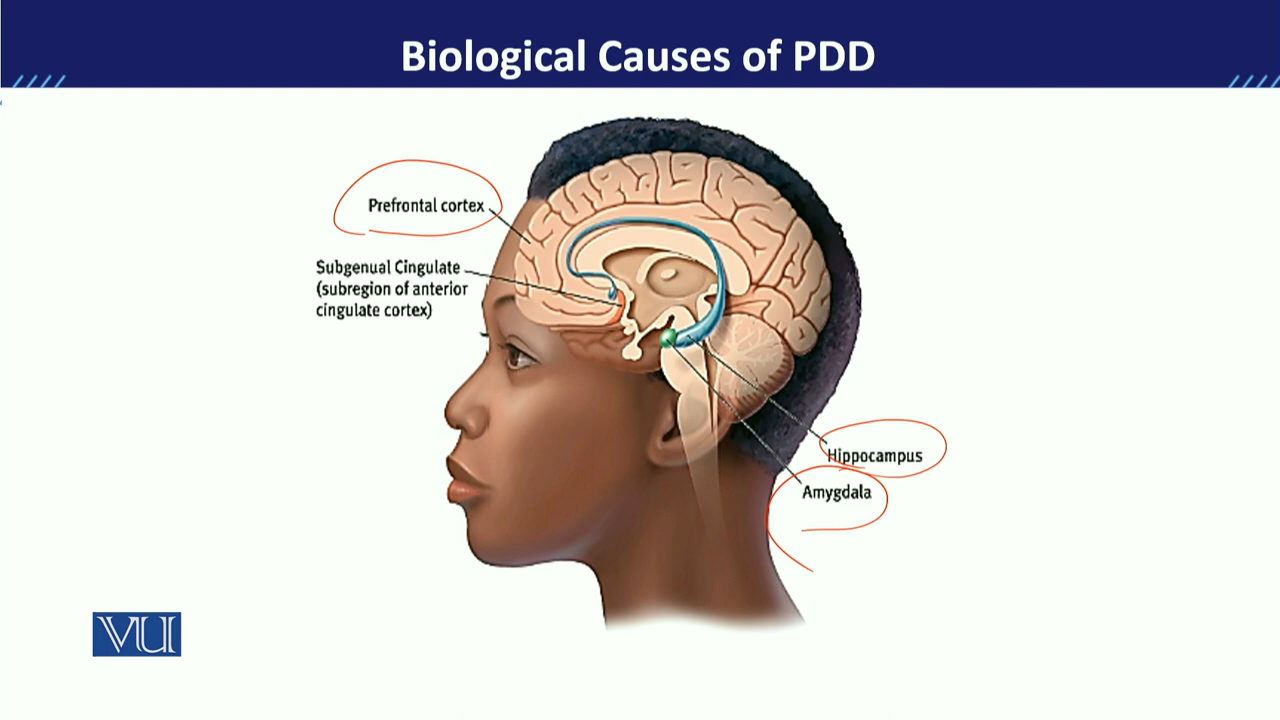 Biological Causes of PDD
Prefrontal cortex
Subgenual Cingulate
(subregion of anterior
cingulate cortex)
Hippocampus
Amygdala
VU